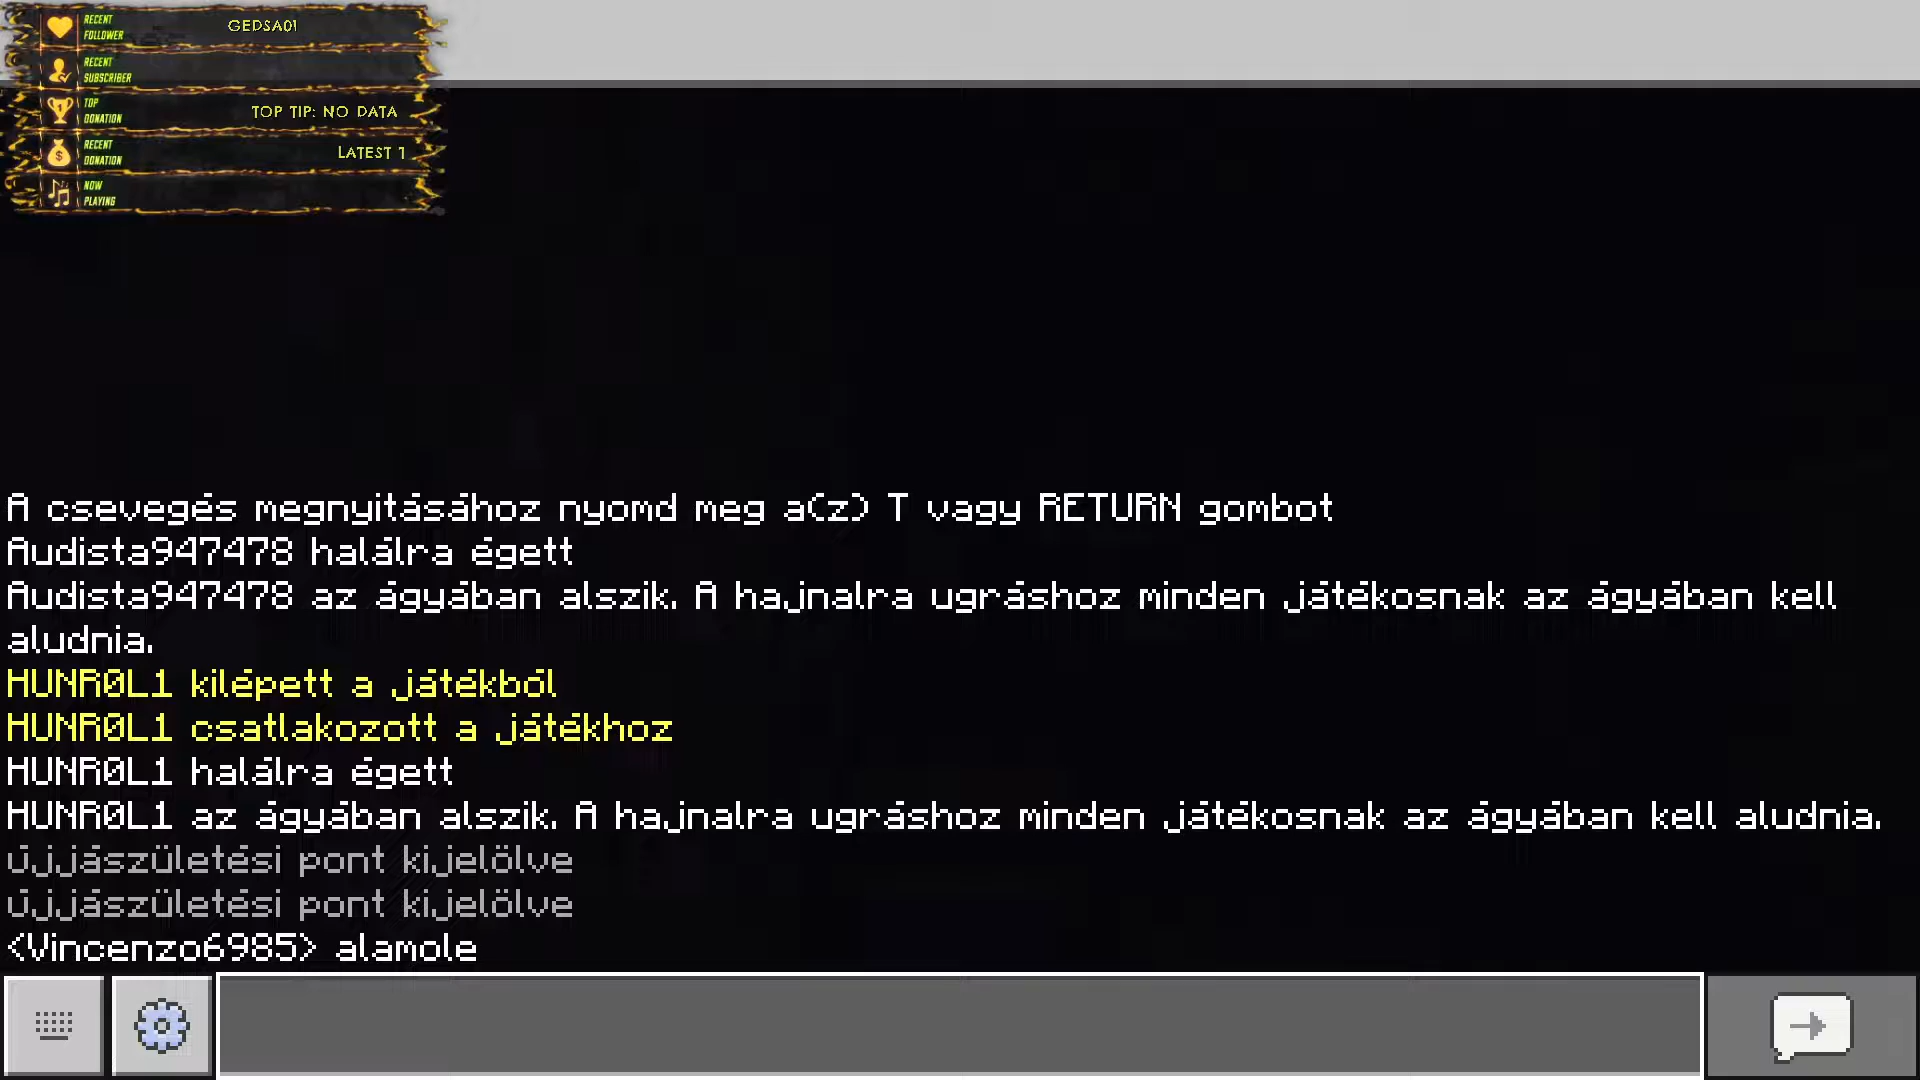 RECENT
FOLLOWER
GEDSA01
RECENT
SUBSCRIBER
TOP
DONATION
TOP TIP: NO DATA
RECENT
DONATION
LATEST 1
NOW
PLAYING
A csevegés megnyitásához nyomd meg a(z) T vagy RETURN gombot
Audista947478 halálra égett
Audista947478 az ágyában alszik. A hajnalra ugráshoz minden játékosnak az ágyában kell
aludnia.
HUNR0L1 kilépett a játékból
HUNR0L1 csatlakozott a játékhoz
HUNR0L1 halálra égett
HUNR0L1 az ágyában alszik. A hajnalra ugráshoz minden játékosnak az ágyában kell aludnia.
újjászületési pont kijelölve
újjászületési pont kijelölve
<Vincenzo6985> alamole